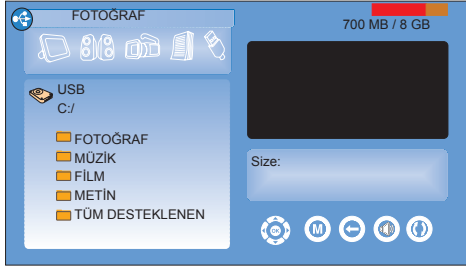 FOTOĞRAF
700 MB / 8 GB
USB
C:/
FOTOĞRAF
MÜZİK
FİLM
METİN
TÜM DESTEKLENEN
Size:
OK
M